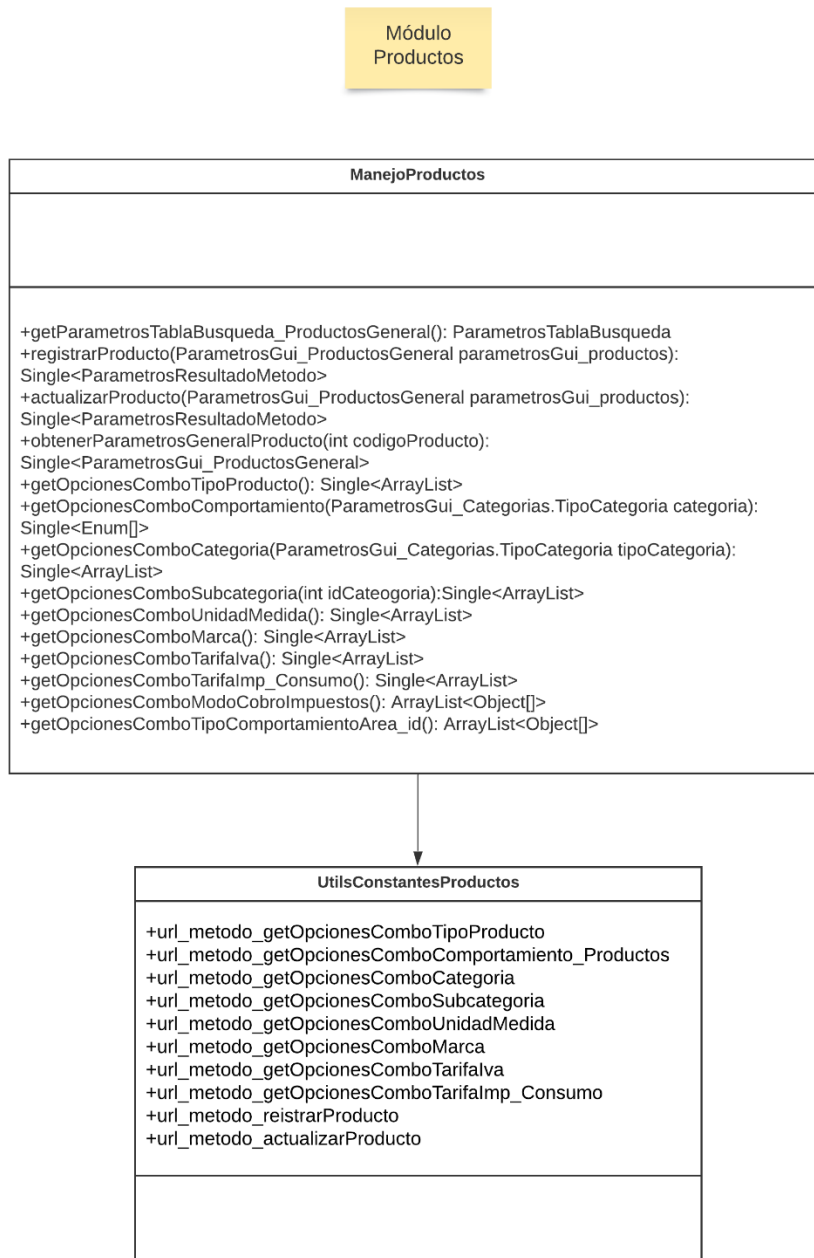 Módulo
Productos
ManejoProductos
+getParametrosTablaBusqueda_ProductosGeneral(): ParametrosTablaBusqueda
+registrarProducto(ParametrosGui_ProductosGeneral parametrosGui_productos):
Single<ParametrosResultadoMetodo>
+actualizarProducto(ParametrosGui_ProductosGeneral parametrosGui_productos):
Single<ParametrosResultadoMetodo>
+obtenerParametrosGeneralProducto(int codigoProducto):
Single<ParametrosGui_ProductosGeneral>
+getOpcionesComboTipoProducto(): Single<ArrayList>
+getOpcionesComboComportamiento(ParametrosGui_Categorias.TipoCategoria categoria):
Single<Enum[]>
+getOpcionesComboCategoria(ParametrosGui_Categorias.TipoCategoria tipoCategoria):
Single<ArrayList>
+getOpcionesComboSubcategoria(int idCateogoria):Single<ArrayList>
+getOpcionesComboUnidadMedida(): Single<ArrayList>
+getOpcionesComboMarca(): Single<ArrayList>
+getOpcionesComboTarifaIva(): Single<ArrayList>
+getOpcionesComboTarifaImp_Consumo(): Single<ArrayList>
+getOpcionesComboModoCobroImpuestos(): ArrayList<Object[]>
+getOpcionesComboTipoComportamientoArea_id(): ArrayList<Object[]>
UtilsConstantesProductos
+url_metodo_getOpcionesComboTipoProducto
+url_metodo_getOpcionesComboComportamiento_Productos
+url_metodo_getOpcionesComboCategoria
+url_metodo_getOpcionesComboSubcategoria
+url_metodo_getOpcionesComboUnidadMedida
+url_metodo_getOpcionesComboMarca
+url_metodo_getOpcionesComboTarifaIva
+url_metodo_getOpcionesComboTarifaImp_Consumo
+url_metodo_reistrarProducto
+url_metodo_actualizarProducto